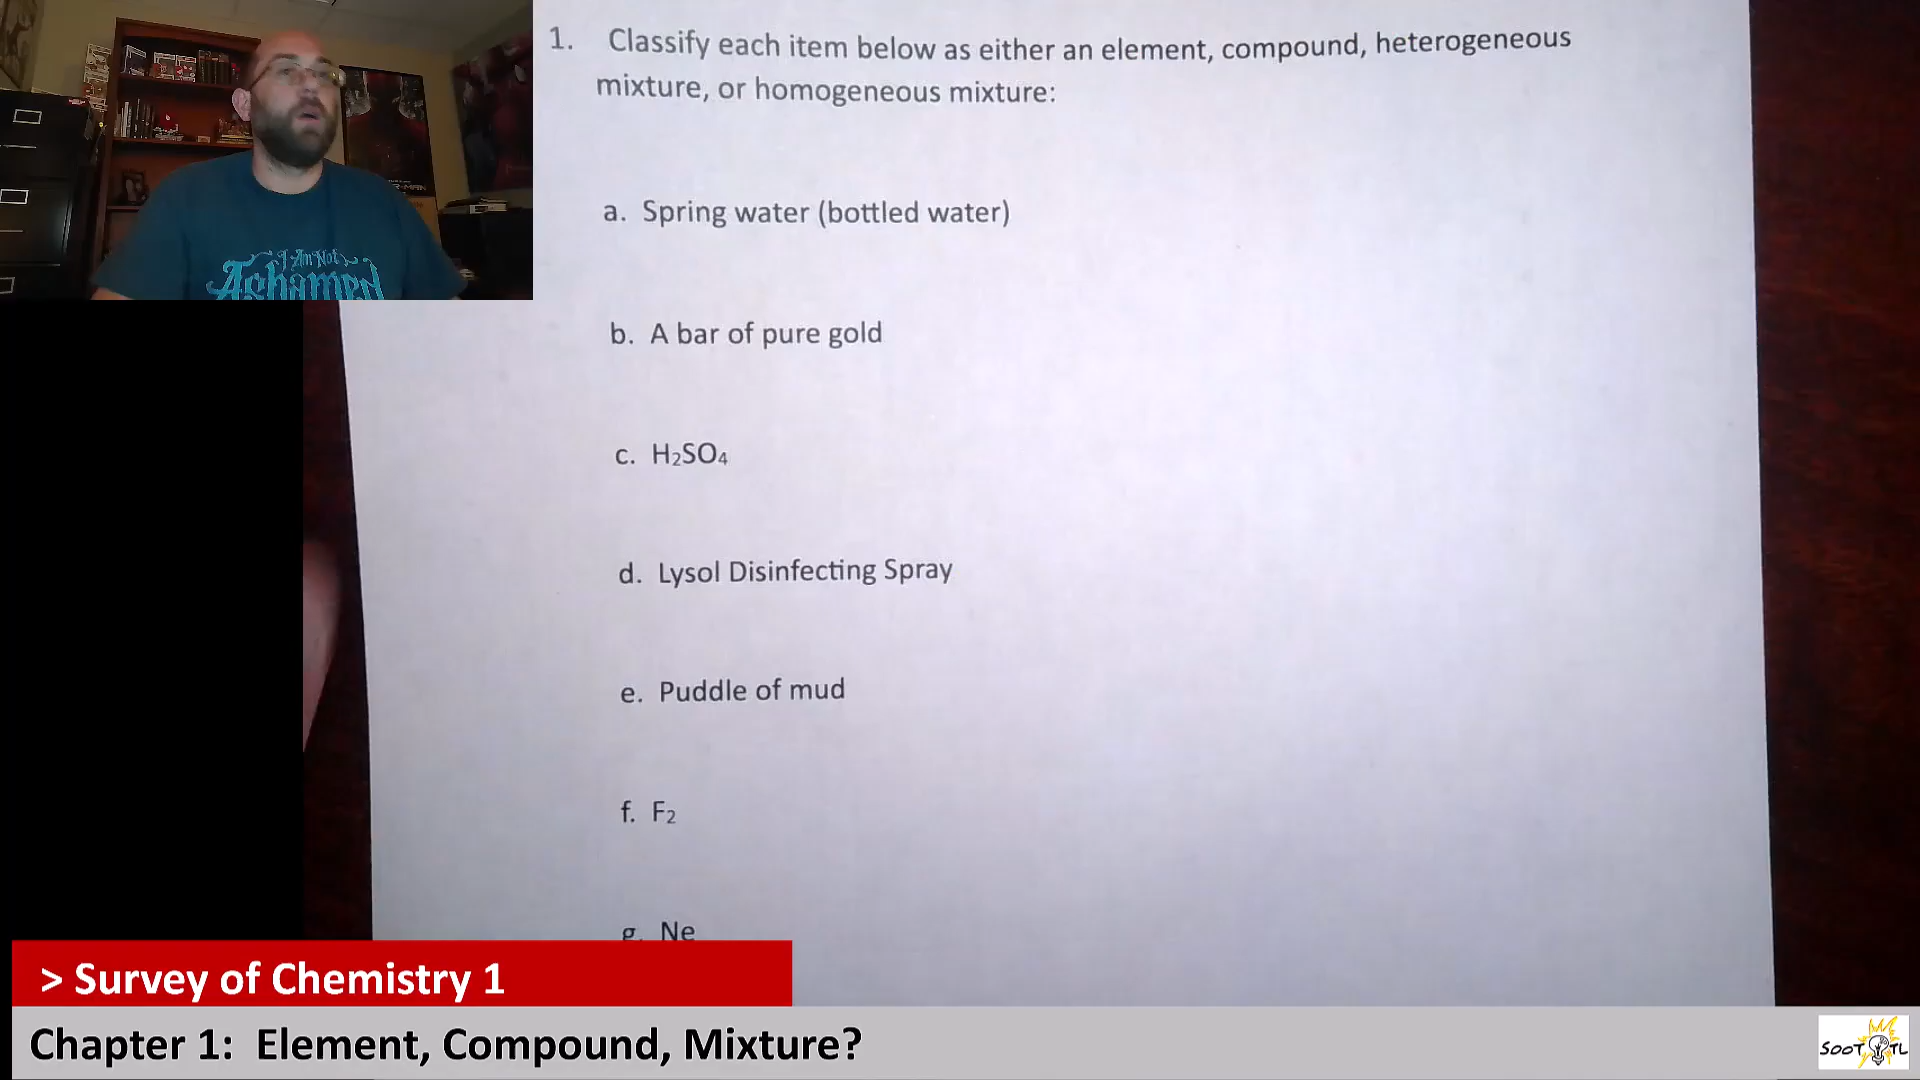 1. Classify each item below as either an element, compound, heterogeneous
mixture, or homogeneous mixture:
a. Spring water (bottled water)
b. A bar of pure gold
c. H₂SO₄
d. Lysol Disinfecting Spray
e. Puddle of mud
f. F₂
g. Ne
I Am Not
Ashamed
> Survey of Chemistry 1
Chapter 1: Element, Compound, Mixture?
SOOTTL